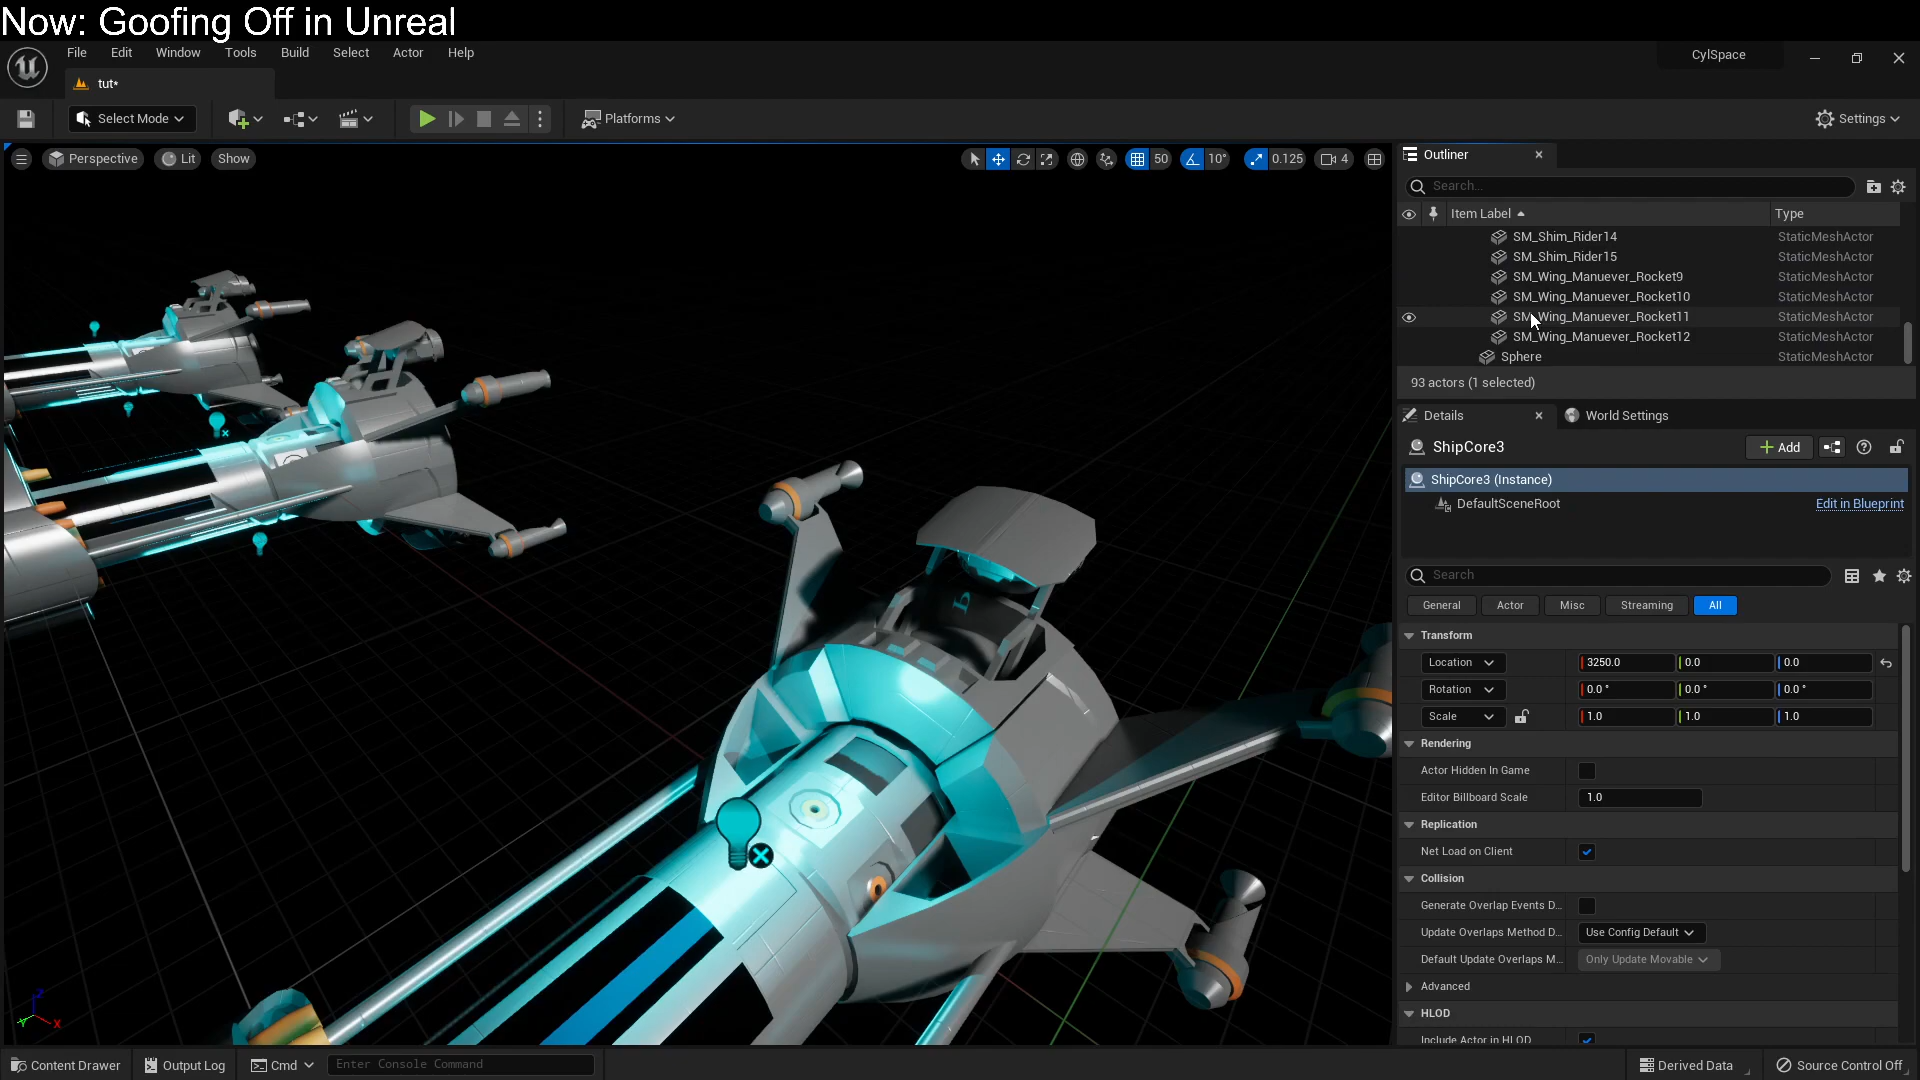 Now: Goofing Off in Unreal
File Edit Window Tools Build Select Actor Help
CylSpace
tut*
Select Mode
Platforms
Settings
Perspective Lit Show
50 10° 0.125 4
Outliner
Search...
Item Label Type
SM_Shim_Rider14 StaticMeshActor
SM_Shim_Rider15 StaticMeshActor
SM_Wing_Manuever_Rocket9 StaticMeshActor
SM_Wing_Manuever_Rocket10 StaticMeshActor
SM_Wing_Manuever_Rocket11 StaticMeshActor
SM_Wing_Manuever_Rocket12 StaticMeshActor
Sphere StaticMeshActor
93 actors (1 selected)
Details World Settings
ShipCore3 Add
ShipCore3 (Instance)
DefaultSceneRoot Edit in Blueprint
Search
General Actor Misc Streaming All
Transform
Location 3250.0 0.0 0.0
Rotation 0.0 ° 0.0 ° 0.0 °
Scale 1.0 1.0 1.0
Rendering
Actor Hidden In Game
Editor Billboard Scale 1.0
Replication
Net Load on Client
Collision
Generate Overlap Events D...
Update Overlaps Method D... Use Config Default
Default Update Overlaps M... Only Update Movable
Advanced
HLOD
Include Actor in HLOD
Z
Y X
Content Drawer Output Log Cmd Enter Console Command Derived Data Source Control Off